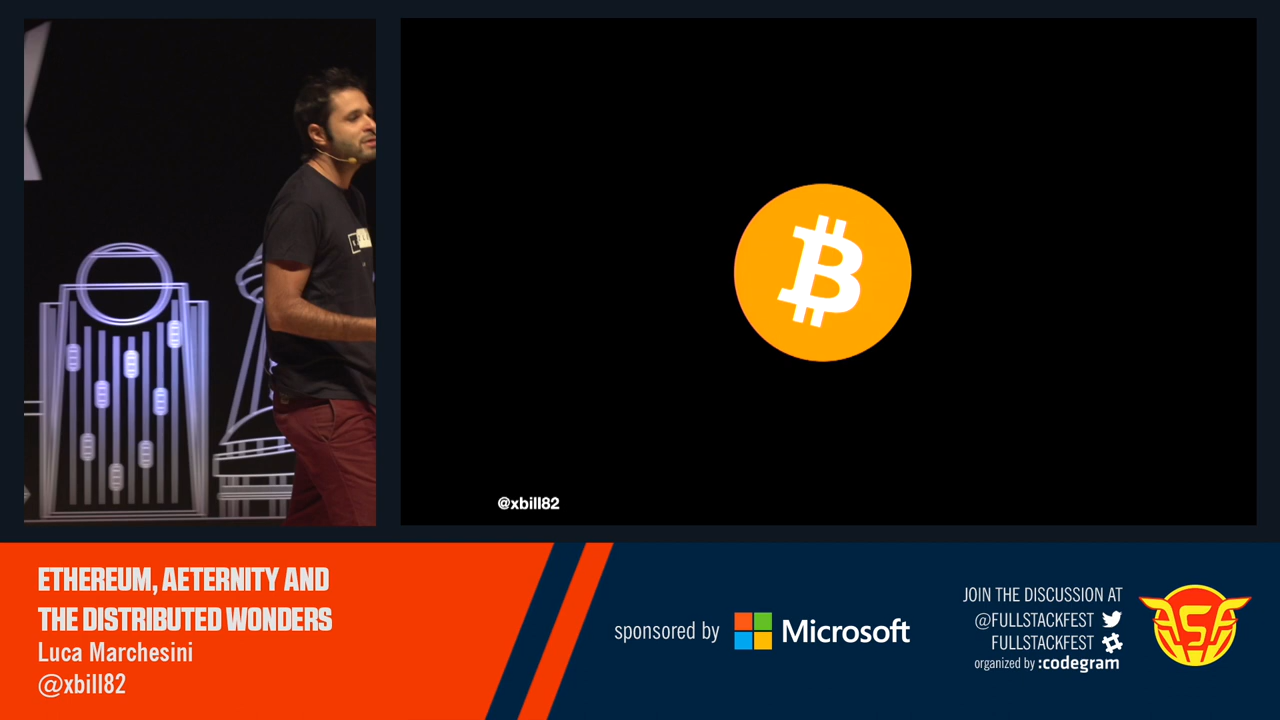 @xbill82
ETHEREUM, AETERNITY AND
THE DISTRIBUTED WONDERS
Luca Marchesini
@xbill82
sponsored by Microsoft
JOIN THE DISCUSSION AT
@FULLSTACKFEST
FULLSTACKFEST
organized by :codegram